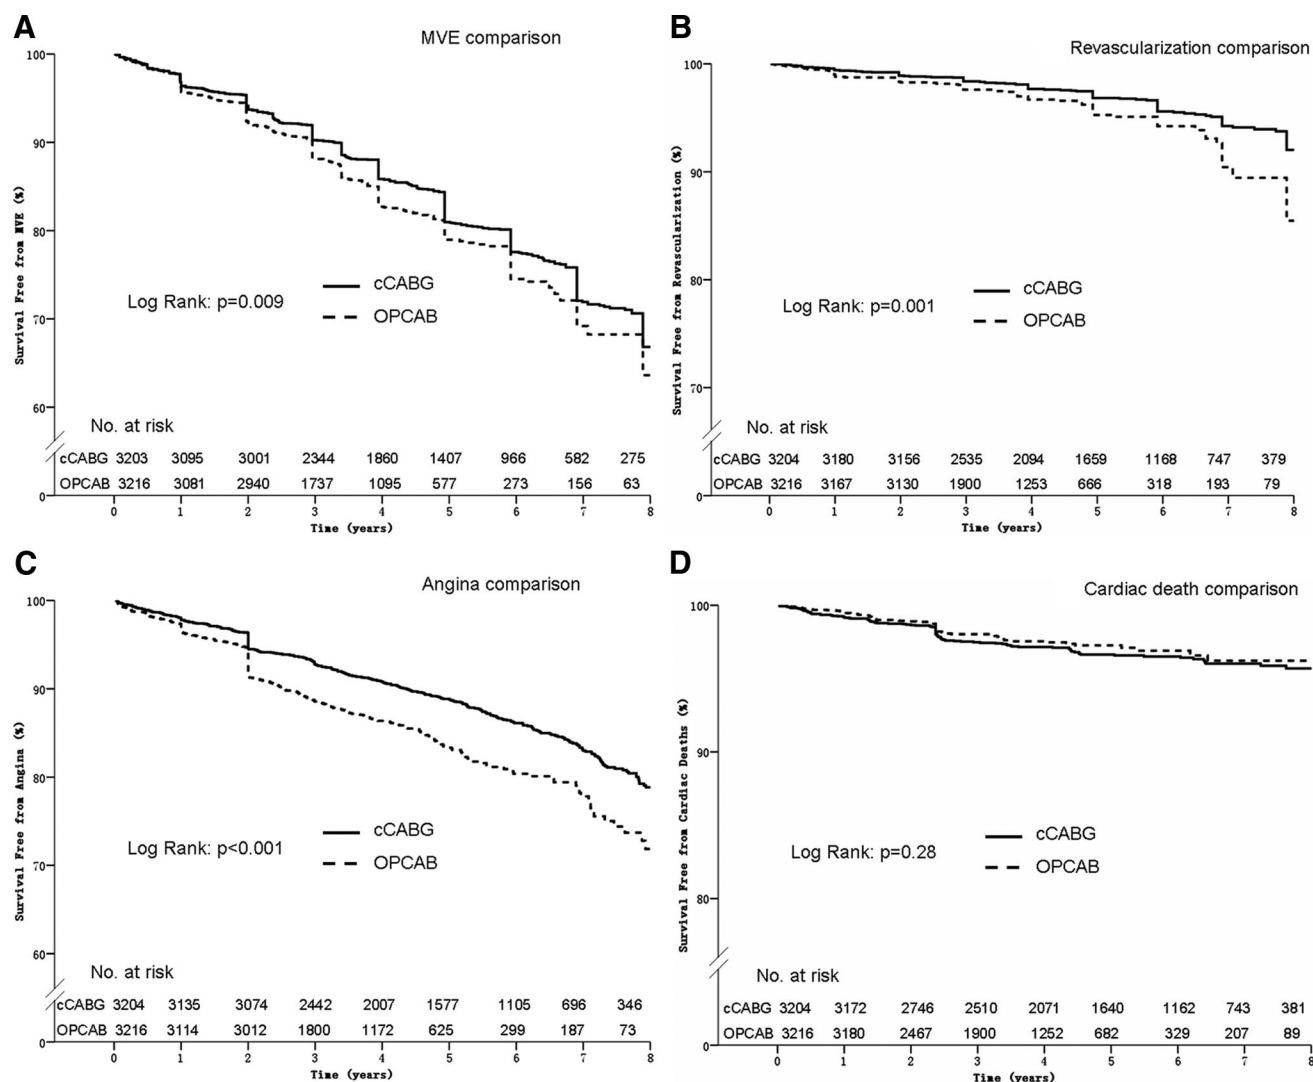 A
MVE comparison
100
90
80
70
60
0
Survival Free from MVE (%)
Log Rank: p=0.009
cCABG
OPCAB
No. at risk
cCABG 3203 3095 3001 2344 1860 1407 966 582 275
OPCAB 3216 3081 2940 1737 1095 577 273 156 63
0 1 2 3 4 5 6 7 8
Time (years)
B
Revascularization comparison
100
90
80
70
0
Survival Free from Revascularization (%)
Log Rank: p=0.001
cCABG
OPCAB
No. at risk
cCABG 3204 3180 3156 2535 2094 1659 1168 747 379
OPCAB 3216 3167 3130 1900 1253 666 318 193 79
0 1 2 3 4 5 6 7 8
Time (years)
C
Angina comparison
100
90
80
70
60
0
Survival Free from Angina (%)
Log Rank: p<0.001
cCABG
OPCAB
No. at risk
cCABG 3204 3135 3074 2442 2007 1577 1105 696 346
OPCAB 3216 3114 3012 1800 1172 625 299 187 73
0 1 2 3 4 5 6 7 8
Time (years)
D
Cardiac death comparison
100
90
80
0
Survival Free from Cardiac Deaths (%)
Log Rank: p=0.28
cCABG
OPCAB
No. at risk
cCABG 3204 3172 2746 2510 2071 1640 1162 743 381
OPCAB 3216 3180 2467 1900 1252 682 329 207 89
0 1 2 3 4 5 6 7 8
Time (years)